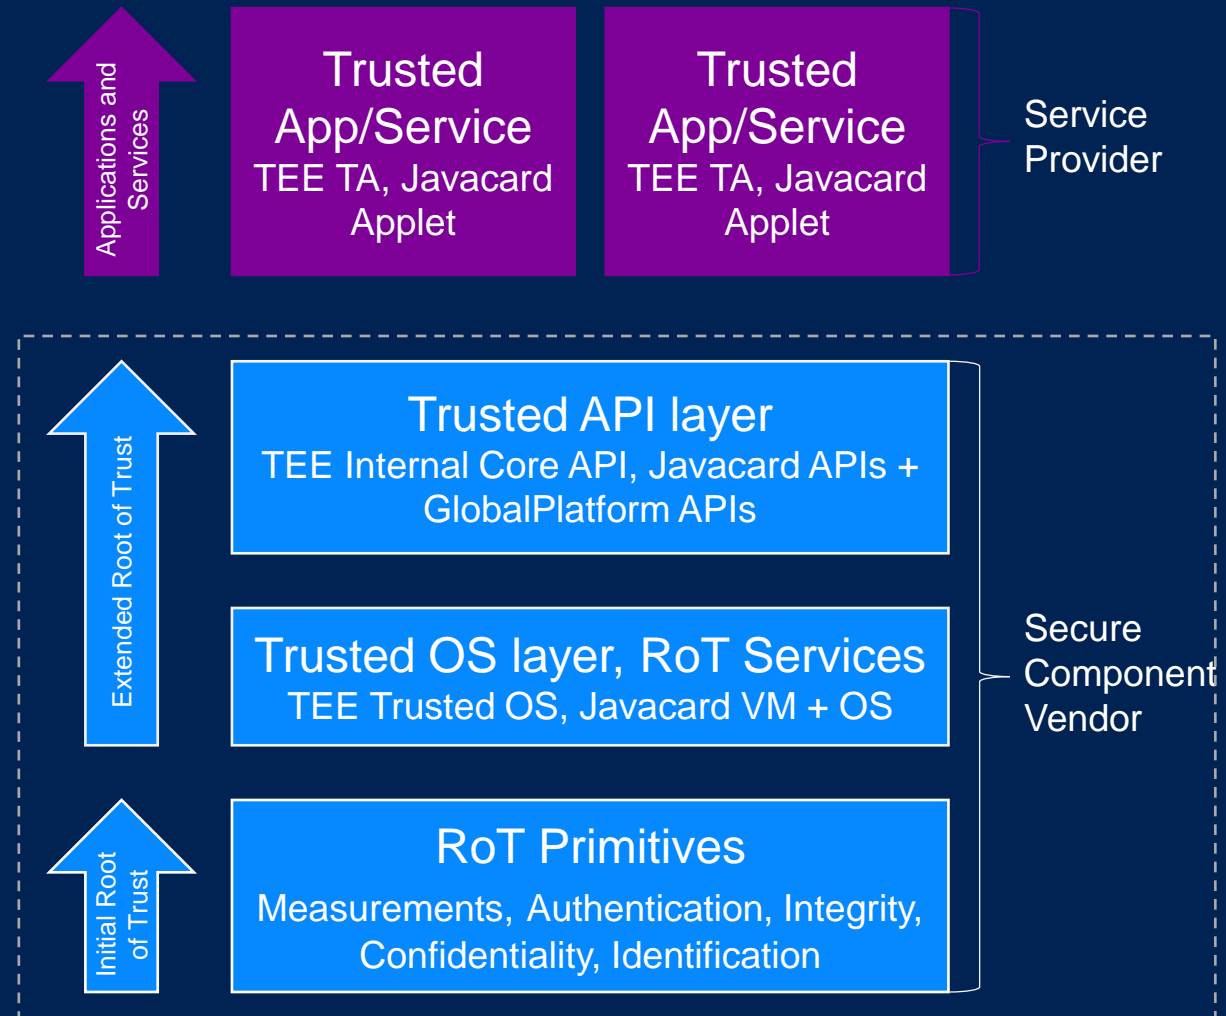 Applications and
Services
Trusted
App/Service
TEE TA, Javacard
Applet
Trusted
App/Service
TEE TA, Javacard
Applet
Service
Provider
Extended Root of Trust
Trusted API layer
TEE Internal Core API, Javacard APIs +
GlobalPlatform APIs
Trusted OS layer, RoT Services
TEE Trusted OS, Javacard VM + OS
Secure
Component
Vendor
Initial Root
of Trust
RoT Primitives
Measurements, Authentication, Integrity,
Confidentiality, Identification